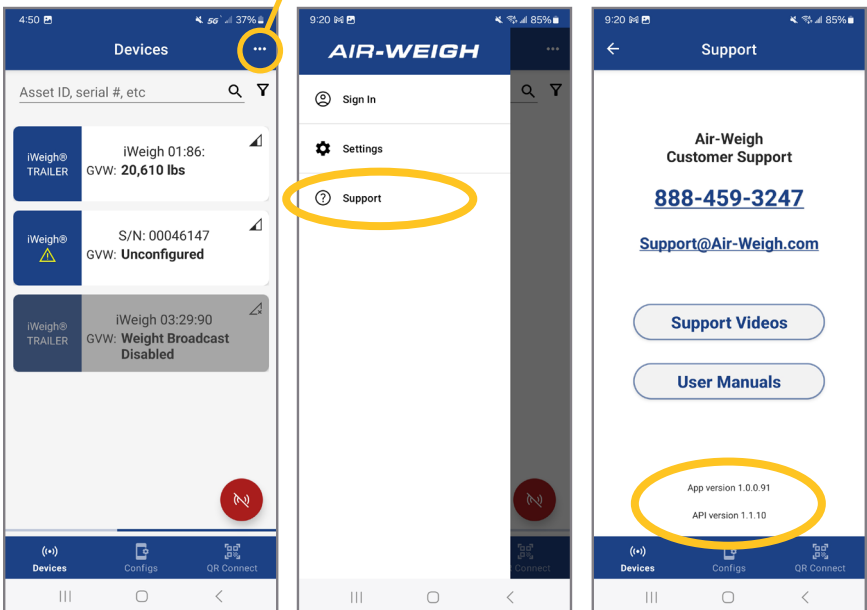 4:50
5G
37%
Devices
Asset ID, serial #, etc
iWeigh®
TRAILER
iWeigh 01:86:
GVW: 20,610 lbs
iWeigh®
S/N: 00046147
GVW: Unconfigured
iWeigh®
TRAILER
iWeigh 03:29:90
GVW: Weight Broadcast
Disabled
Devices
Configs
QR Connect
9:20
85%
AIR-WEIGH
Sign In
Settings
Support
Connect
9:20
85%
Support
Air-Weigh
Customer Support
888-459-3247
Support@Air-Weigh.com
Support Videos
User Manuals
App version 1.0.0.91
API version 1.1.10
Devices
Configs
QR Connect